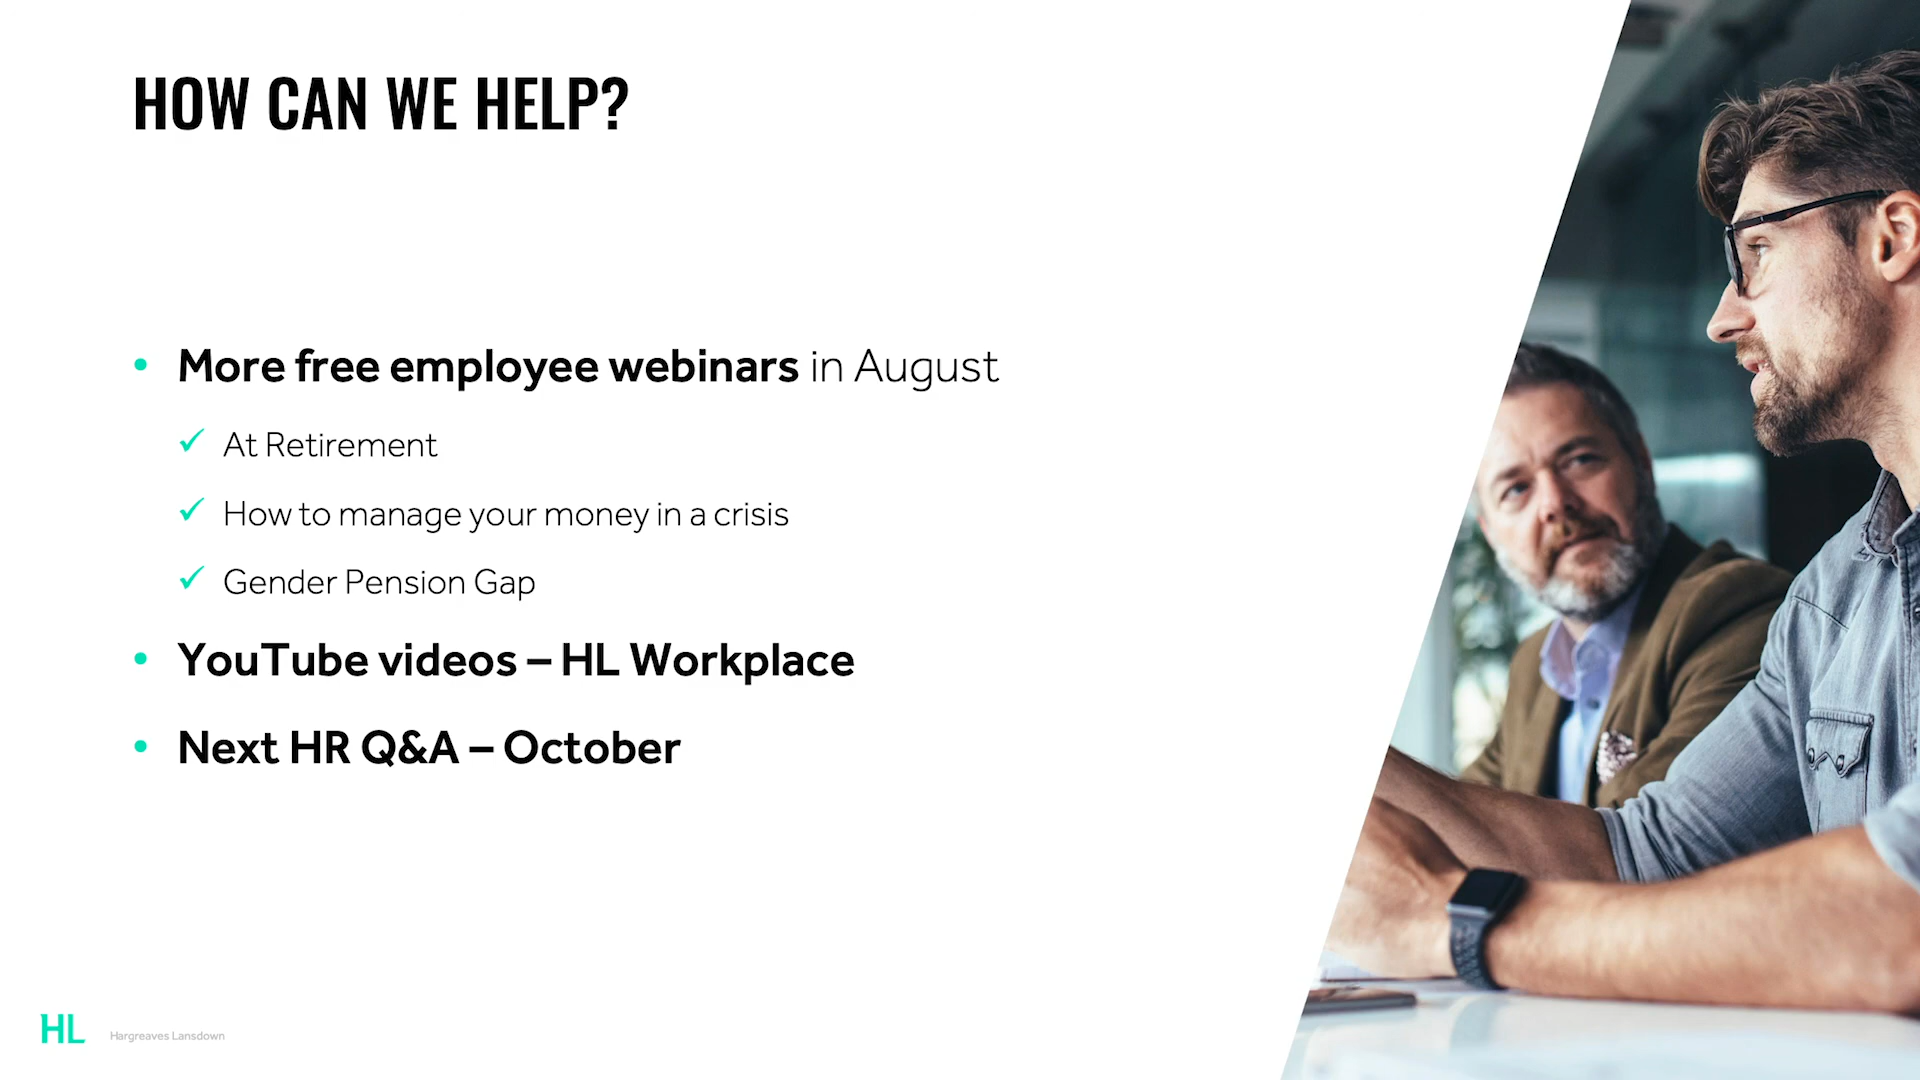 HOW CAN WE HELP?
• More free employee webinars in August
✓ At Retirement
✓ How to manage your money in a crisis
✓ Gender Pension Gap
• YouTube videos – HL Workplace
• Next HR Q&A – October
HL Hargreaves Lansdown